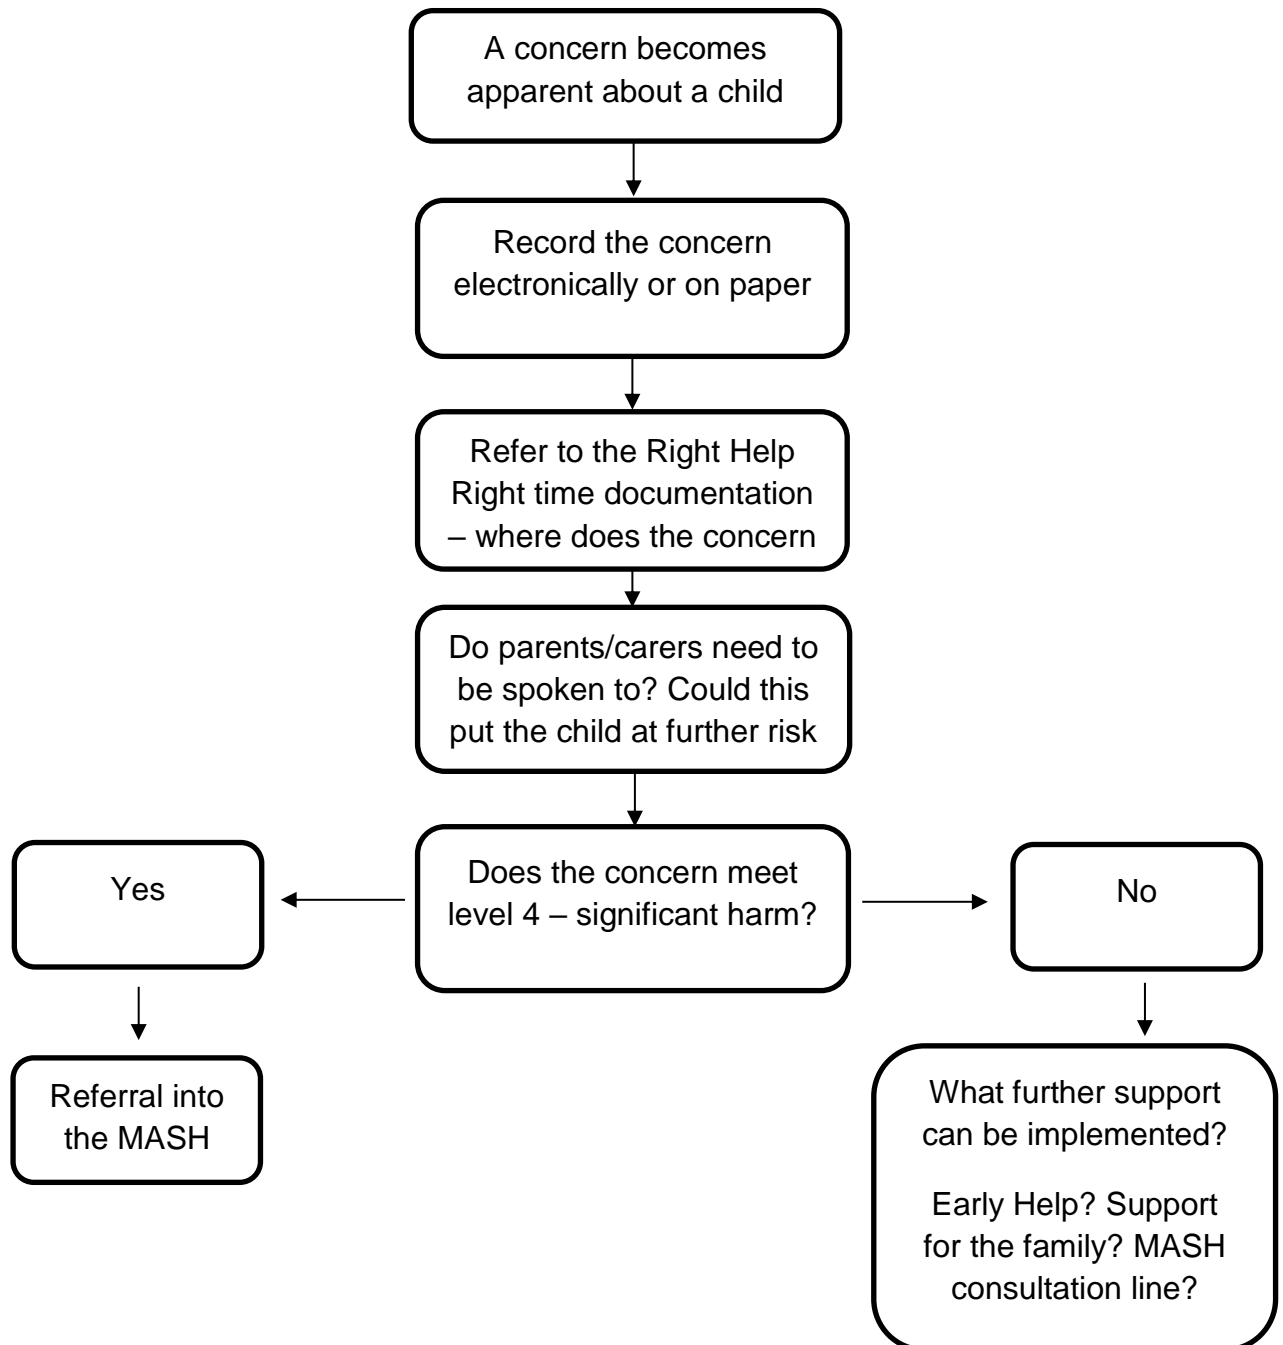 A concern becomes
apparent about a child
Record the concern
electronically or on paper
Refer to the Right Help
Right time documentation
– where does the concern
Do parents/carers need to
be spoken to? Could this
put the child at further risk
Does the concern meet
level 4 – significant harm?
Yes
No
Referral into
the MASH
What further support
can be implemented?
Early Help? Support
for the family? MASH
consultation line?